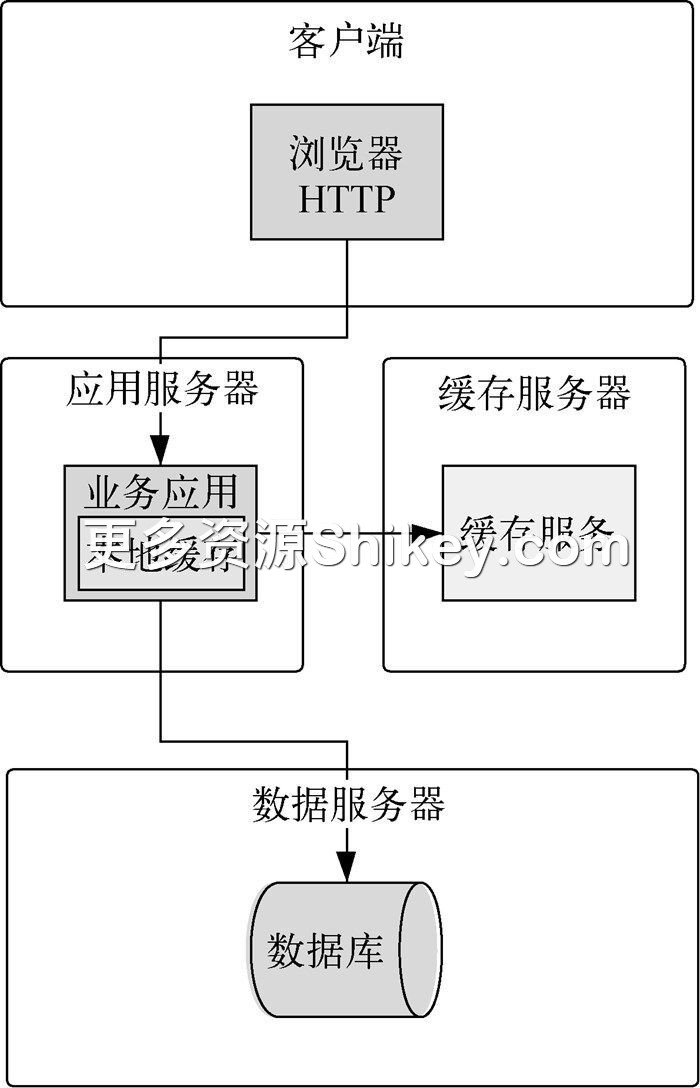 客户端
浏览器
HTTP
应用服务器
缓存服务器
业务应用
本地缓存
缓存服务
更多资源Shikey.com
数据服务器
数据库